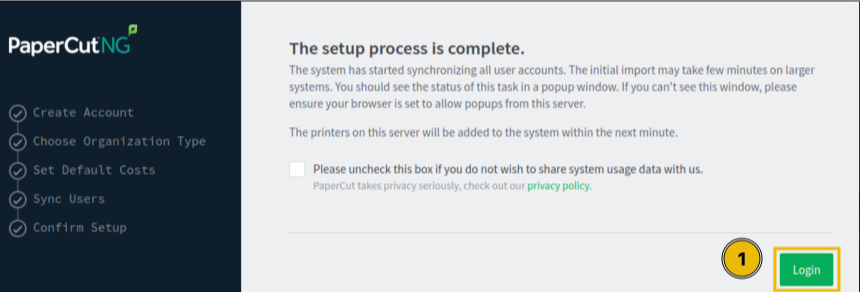 PaperCut NG
Create Account
Choose Organization Type
Set Default Costs
Sync Users
Confirm Setup
The setup process is complete.
The system has started synchronizing all user accounts. The initial import may take few minutes on larger
systems. You should see the status of this task in a popup window. If you can't see this window, please
ensure your browser is set to allow popups from this server.
The printers on this server will be added to the system within the next minute.
Please uncheck this box if you do not wish to share system usage data with us.
PaperCut takes privacy seriously, check out our privacy policy.
1
Login